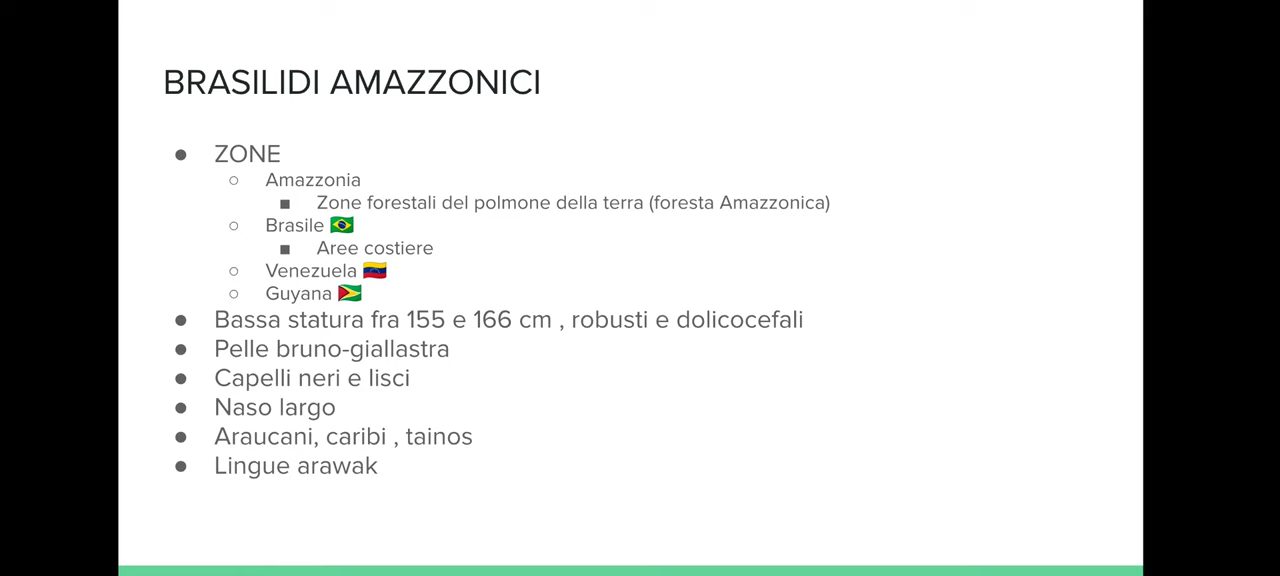 BRASILIDI AMAZZONICI
● ZONE
○ Amazzonia
■ Zone forestali del polmone della terra (foresta Amazzonica)
○ Brasile 🇧🇷
■ Aree costiere
○ Venezuela 🇻🇪
○ Guyana 🇬🇾
● Bassa statura fra 155 e 166 cm , robusti e dolicocefali
● Pelle bruno-giallastra
● Capelli neri e lisci
● Naso largo
● Araucani, caribi , tainos
● Lingue arawak